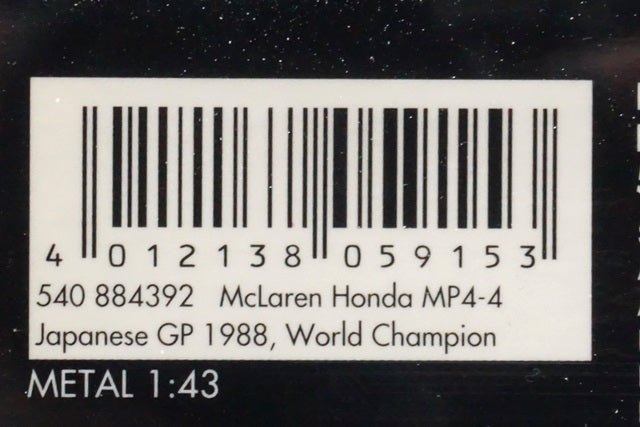 4 012138 059153
540 884392 McLaren Honda MP4-4
Japanese GP 1988, World Champion
METAL 1:43